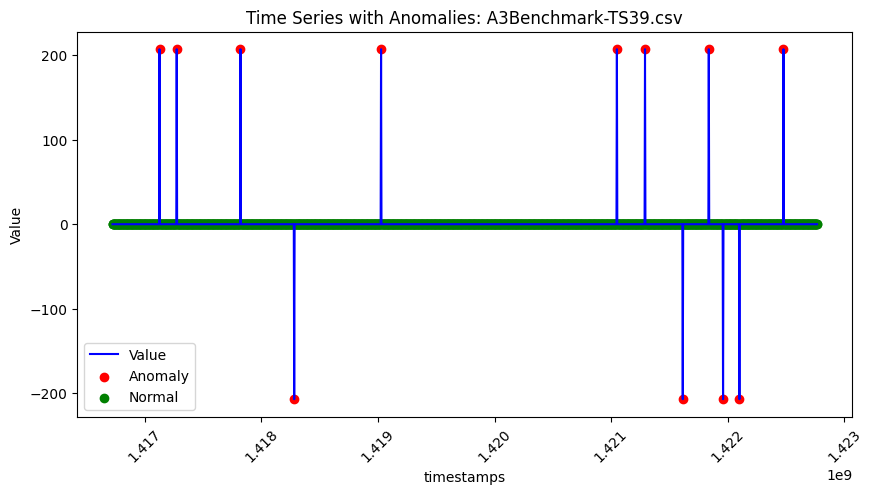 Time Series with Anomalies: A3Benchmark-TS39.csv
200
100
0
−100
−200
Value
Value
Anomaly
Normal
1.417
1.418
1.419
1.420
1.421
1.422
1.423
1e9
timestamps